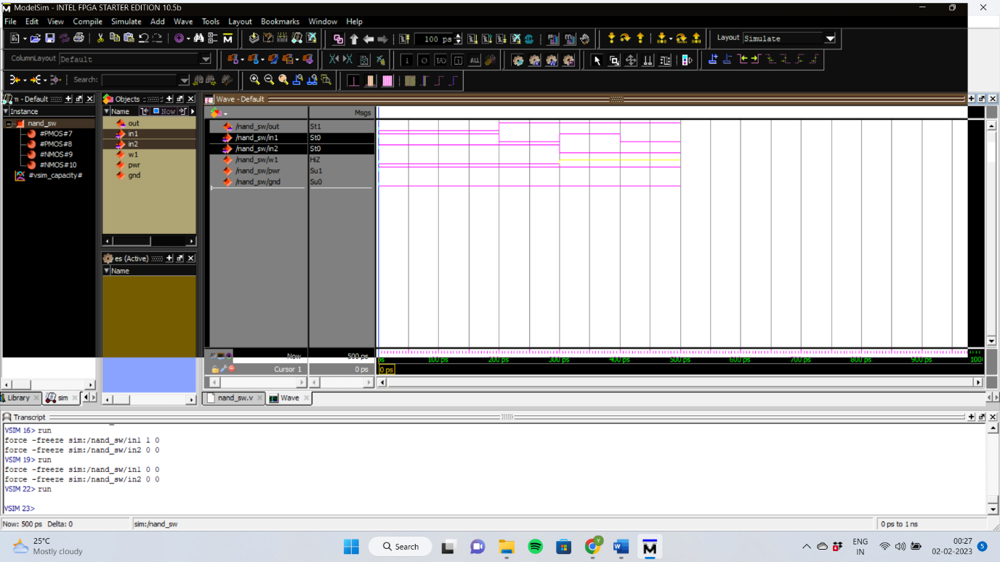 ModelSim - INTEL FPGA STARTER EDITION 10.5b
File Edit View Compile Simulate Add Wave Tools Layout Bookmarks Window Help
100 ps
Layout Simulate
ColumnLayout Default
ALL
Search:
n - Default
Objects
Wave - Default
Instance
Name
Now
Msgs
nand_sw
#PMOS#7
#PMOS#8
#NMOS#9
#NMOS#10
#vsim_capacity#
out
in1
in2
w1
pwr
gnd
/nand_sw/out St1
/nand_sw/in1 St0
/nand_sw/in2 St0
/nand_sw/w1 HiZ
/nand_sw/pwr Su1
/nand_sw/gnd Su0
es (Active)
Name
Now 500 ps
ps 100 ps 200 ps 300 ps 400 ps 500 ps 600 ps 700 ps 800 ps 900 ps 1000
Cursor 1 0 ps
0 ps
Library sim
nand_sw.v Wave
Transcript
VSIM 16> run
force -freeze sim:/nand_sw/in1 1 0
force -freeze sim:/nand_sw/in2 0 0
VSIM 19> run
force -freeze sim:/nand_sw/in1 0 0
force -freeze sim:/nand_sw/in2 0 0
VSIM 22> run
VSIM 23>
Now: 500 ps Delta: 0 sim:/nand_sw 0 ps to 1 ns
25°C
Mostly cloudy
Search
ENG
IN
00:27
02-02-2023
5